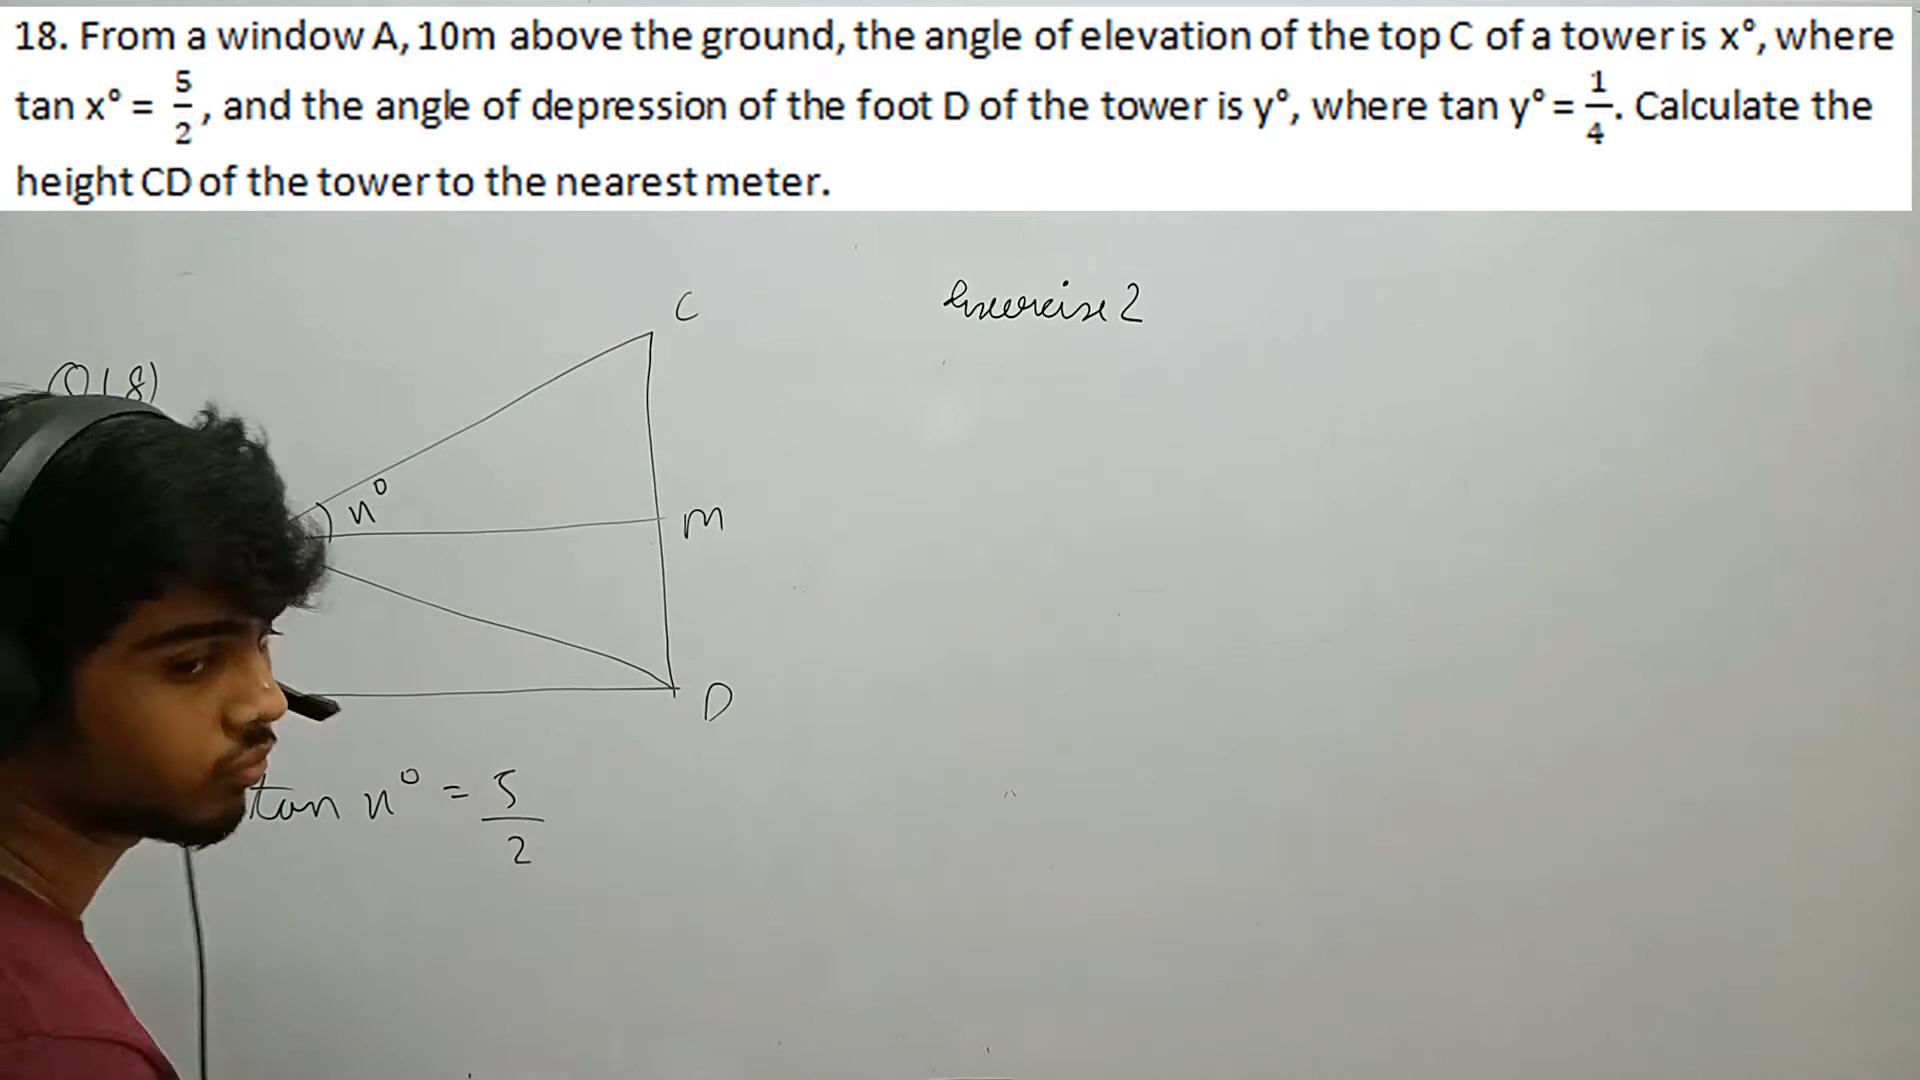 18. From a window A, 10m above the ground, the angle of elevation of the top C of a tower is x°, where
tan x° = 5/2, and the angle of depression of the foot D of the tower is y°, where tan y° = 1/4. Calculate the
height CD of the tower to the nearest meter.
C
Exercise 2
Q18)
x°
M
D
tan x° = 5/2